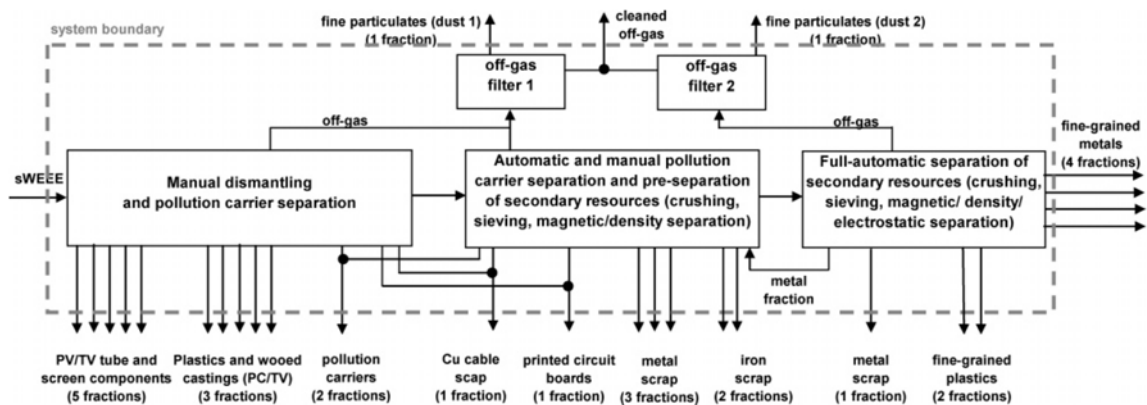 system boundary
fine particulates (dust 1)
(1 fraction)
cleaned
off-gas
fine particulates (dust 2)
(1 fraction)
off-gas
filter 1
off-gas
filter 2
off-gas
off-gas
fine-grained
metals
(4 fractions)
sWEEE
Manual dismantling
and pollution carrier separation
Automatic and manual pollution
carrier separation and pre-separation
of secondary resources (crushing,
sieving, magnetic/density separation)
Full-automatic separation of
secondary resources (crushing,
sieving, magnetic/ density/
electrostatic separation)
metal
fraction
PV/TV tube and
screen components
(5 fractions)
Plastics and wooed
castings (PC/TV)
(3 fractions)
pollution
carriers
(2 fractions)
Cu cable
scap
(1 fraction)
printed circuit
boards
(1 fraction)
metal
scrap
(3 fractions)
iron
scrap
(2 fractions)
metal
scrap
(1 fraction)
fine-grained
plastics
(2 fractions)